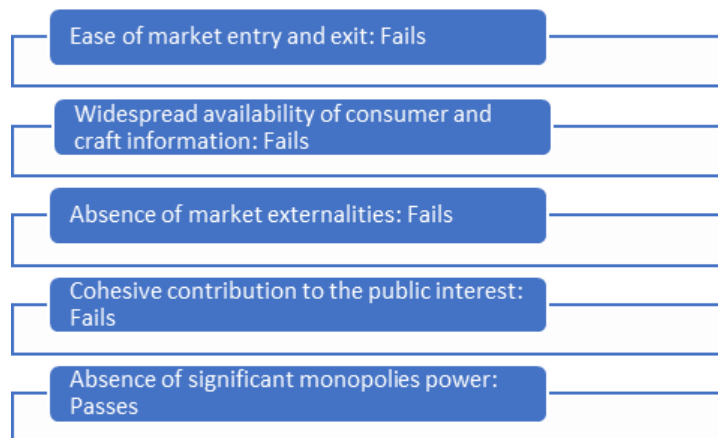 Ease of market entry and exit: Fails
Widespread availability of consumer and
craft information: Fails
Absence of market externalities: Fails
Cohesive contribution to the public interest:
Fails
Absence of significant monopolies power:
Passes